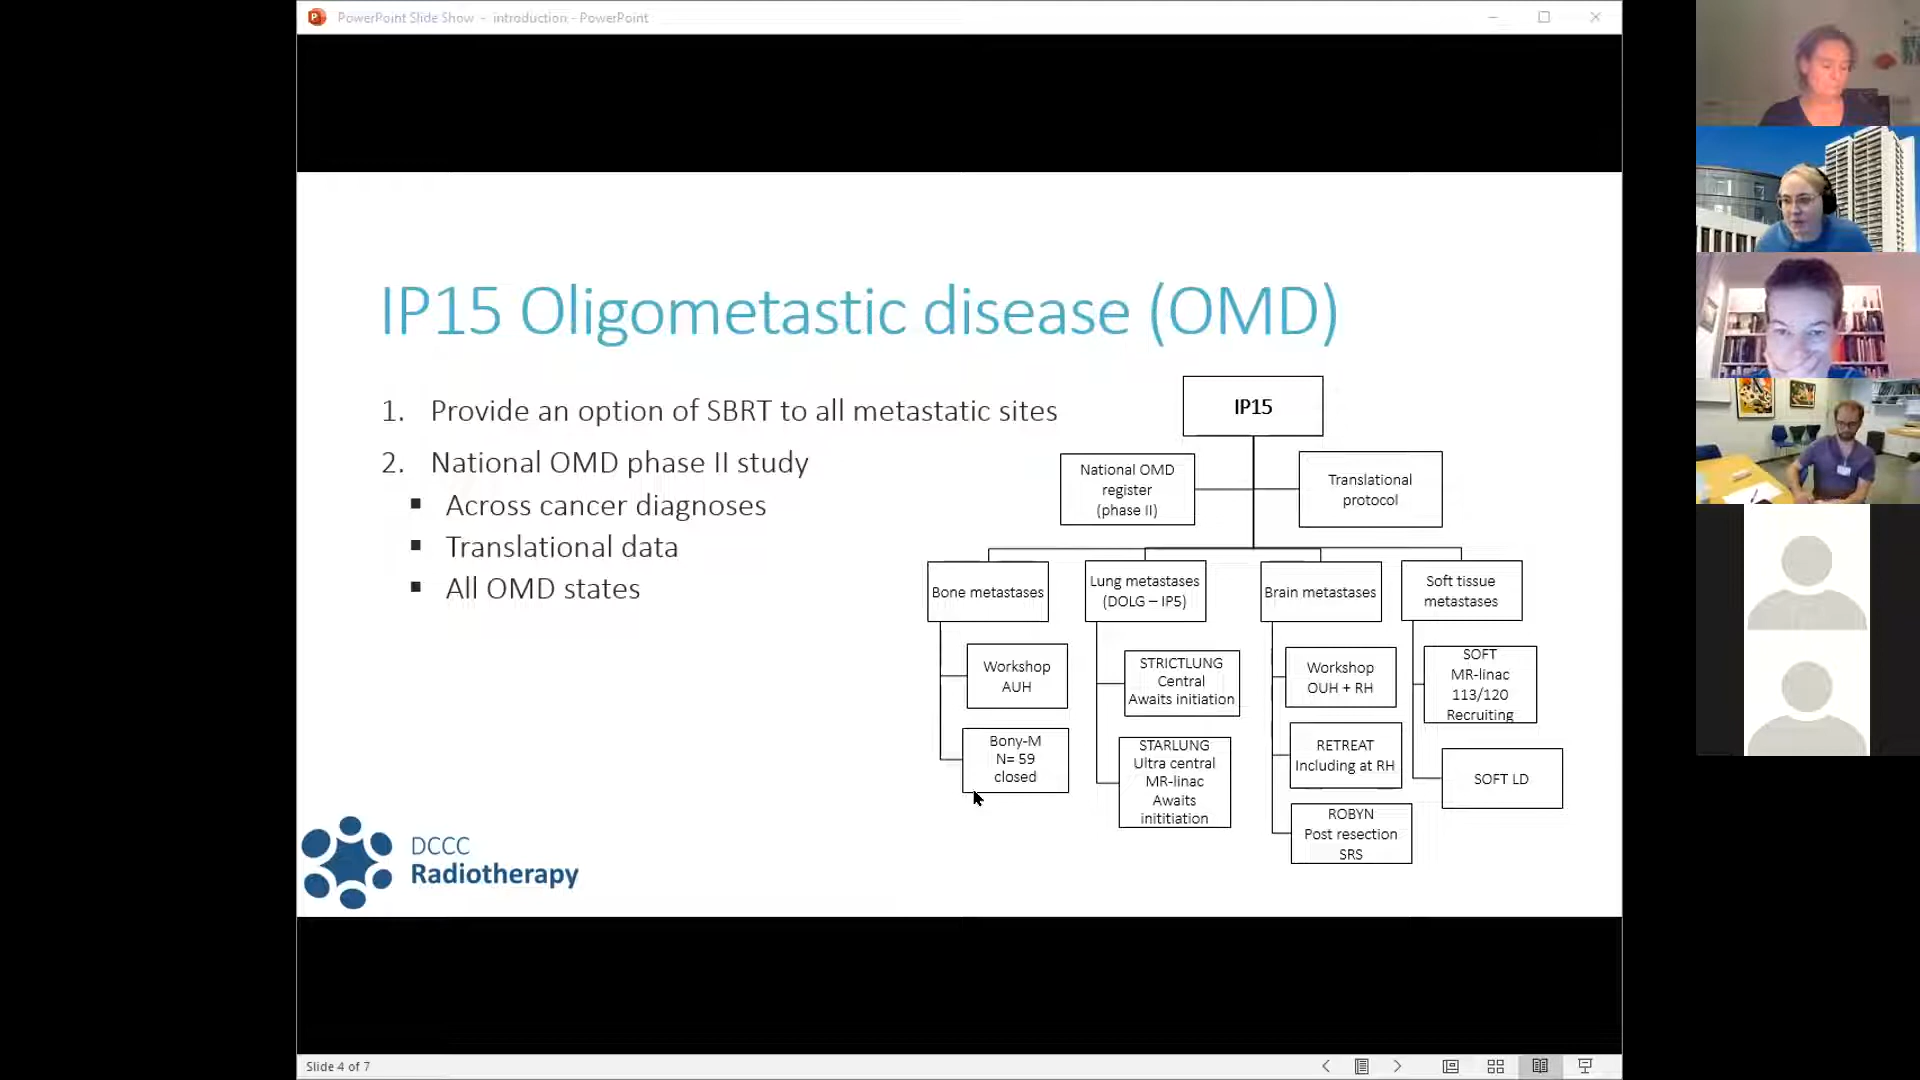 PowerPoint Slide Show - introduction - PowerPoint
IP15 Oligometastic disease (OMD)
1. Provide an option of SBRT to all metastatic sites
2. National OMD phase II study
▪ Across cancer diagnoses
▪ Translational data
▪ All OMD states
IP15
National OMD
register
(phase II)
Translational
protocol
Bone metastases
Lung metastases
(DOLG – IP5)
Brain metastases
Soft tissue
metastases
Workshop
AUH
Bony-M
N= 59
closed
STRICTLUNG
Central
Awaits initiation
STARLUNG
Ultra central
MR-linac
Awaits
inititiation
Workshop
OUH + RH
RETREAT
Including at RH
ROBYN
Post resection
SRS
SOFT
MR-linac
113/120
Recruiting
SOFT LD
DCCC
Radiotherapy
Slide 4 of 7